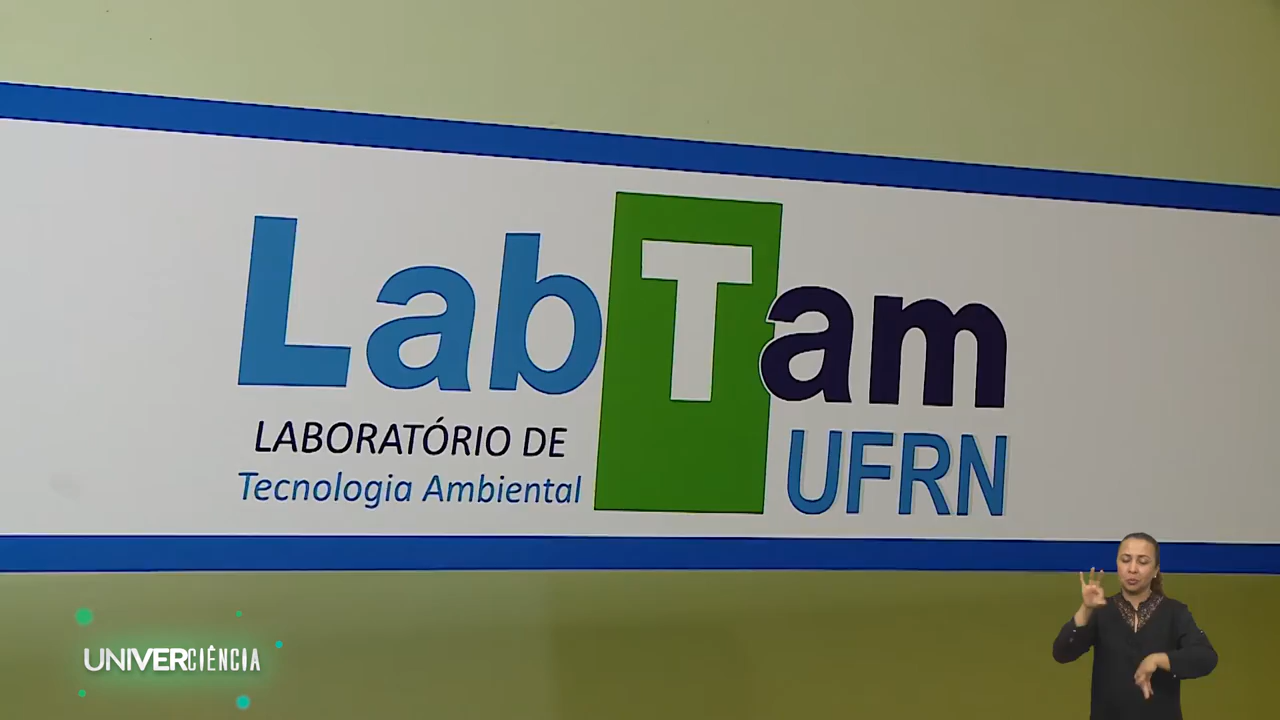 LabTam
LABORATÓRIO DE
Tecnologia Ambiental
UFRN
UNIVERCIÊNCIA